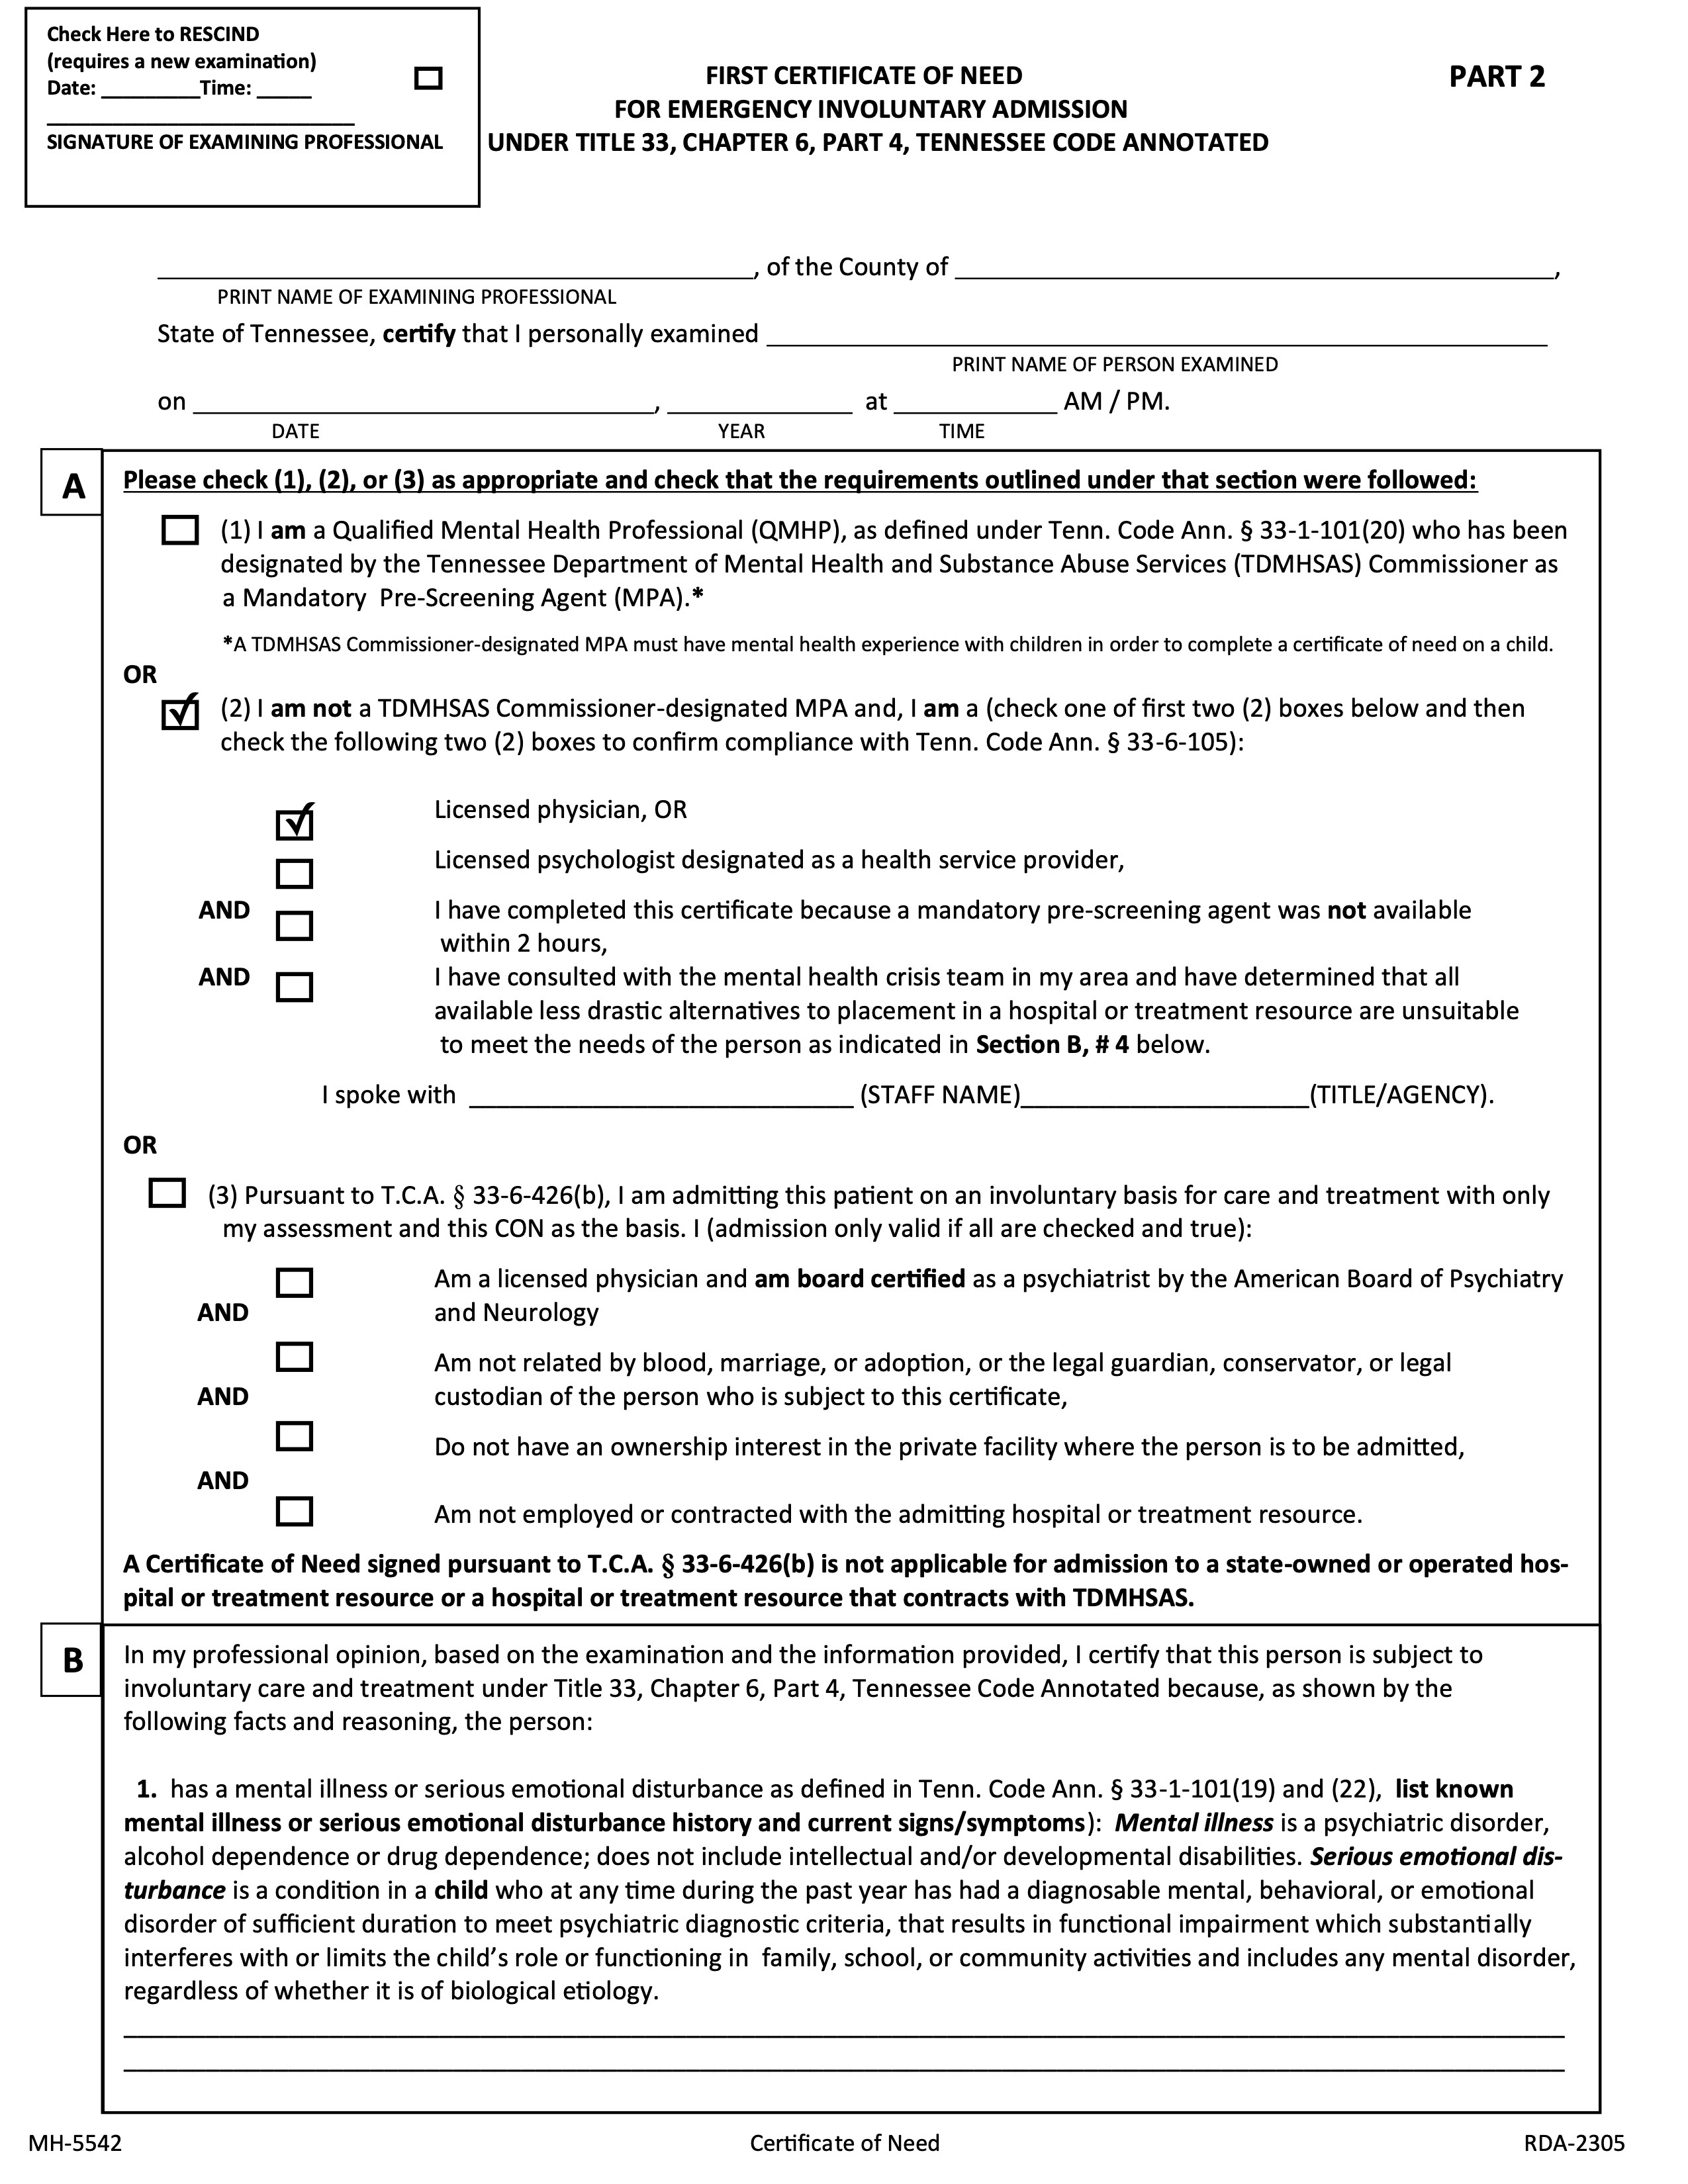 Check Here to RESCIND
(requires a new examination)
Date: _________Time: _____
____________________________
SIGNATURE OF EXAMINING PROFESSIONAL
FIRST CERTIFICATE OF NEED
FOR EMERGENCY INVOLUNTARY ADMISSION
UNDER TITLE 33, CHAPTER 6, PART 4, TENNESSEE CODE ANNOTATED
PART 2
____________________________, of the County of ____________________________,
PRINT NAME OF EXAMINING PROFESSIONAL
State of Tennessee, certify that I personally examined ____________________________
PRINT NAME OF PERSON EXAMINED
on ____________________, __________ at __________ AM / PM.
DATE YEAR TIME
A
Please check (1), (2), or (3) as appropriate and check that the requirements outlined under that section were followed:
☐ (1) I am a Qualified Mental Health Professional (QMHP), as defined under Tenn. Code Ann. § 33-1-101(20) who has been
designated by the Tennessee Department of Mental Health and Substance Abuse Services (TDMHSAS) Commissioner as
a Mandatory Pre-Screening Agent (MPA).*
*A TDMHSAS Commissioner-designated MPA must have mental health experience with children in order to complete a certificate of need on a child.
OR
☑ (2) I am not a TDMHSAS Commissioner-designated MPA and, I am a (check one of first two (2) boxes below and then
check the following two (2) boxes to confirm compliance with Tenn. Code Ann. § 33-6-105):
☑ Licensed physician, OR
☐ Licensed psychologist designated as a health service provider,
AND ☐ I have completed this certificate because a mandatory pre-screening agent was not available
within 2 hours,
AND ☐ I have consulted with the mental health crisis team in my area and have determined that all
available less drastic alternatives to placement in a hospital or treatment resource are unsuitable
to meet the needs of the person as indicated in Section B, # 4 below.
I spoke with ____________________ (STAFF NAME)____________________(TITLE/AGENCY).
OR
☐ (3) Pursuant to T.C.A. § 33-6-426(b), I am admitting this patient on an involuntary basis for care and treatment with only
my assessment and this CON as the basis. I (admission only valid if all are checked and true):
☐ Am a licensed physician and am board certified as a psychiatrist by the American Board of Psychiatry
AND and Neurology
☐ Am not related by blood, marriage, or adoption, or the legal guardian, conservator, or legal
AND custodian of the person who is subject to this certificate,
☐ Do not have an ownership interest in the private facility where the person is to be admitted,
AND
☐ Am not employed or contracted with the admitting hospital or treatment resource.
A Certificate of Need signed pursuant to T.C.A. § 33-6-426(b) is not applicable for admission to a state-owned or operated hos-
pital or treatment resource or a hospital or treatment resource that contracts with TDMHSAS.
B
In my professional opinion, based on the examination and the information provided, I certify that this person is subject to
involuntary care and treatment under Title 33, Chapter 6, Part 4, Tennessee Code Annotated because, as shown by the
following facts and reasoning, the person:
1. has a mental illness or serious emotional disturbance as defined in Tenn. Code Ann. § 33-1-101(19) and (22), list known
mental illness or serious emotional disturbance history and current signs/symptoms): Mental illness is a psychiatric disorder,
alcohol dependence or drug dependence; does not include intellectual and/or developmental disabilities. Serious emotional dis-
turbance is a condition in a child who at any time during the past year has had a diagnosable mental, behavioral, or emotional
disorder of sufficient duration to meet psychiatric diagnostic criteria, that results in functional impairment which substantially
interferes with or limits the child’s role or functioning in family, school, or community activities and includes any mental disorder,
regardless of whether it is of biological etiology.
MH-5542 Certificate of Need RDA-2305